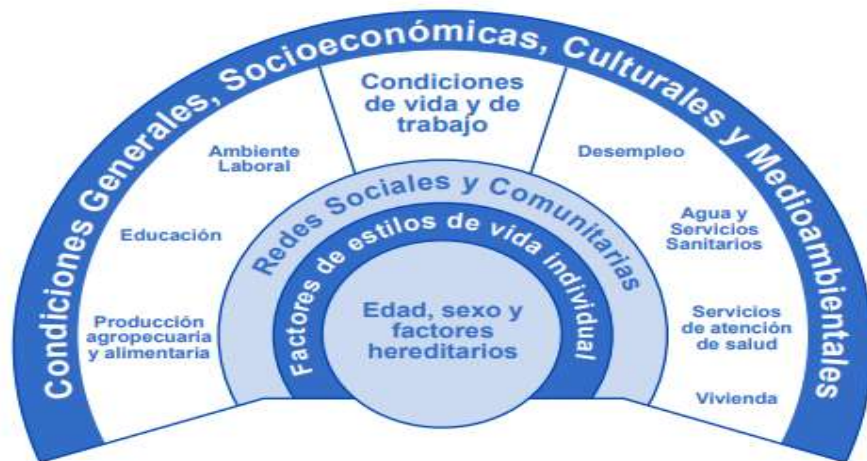 Condiciones Generales, Socioeconómicas, Culturales y Medioambientales
Condiciones
de vida y de
trabajo
Ambiente
Laboral
Educación
Producción
agropecuaria
y alimentaria
Desempleo
Agua y
Servicios
Sanitarios
Servicios
de atención
de salud
Vivienda
Redes Sociales y Comunitarias
Factores de estilos de vida individual
Edad, sexo y
factores
hereditarios